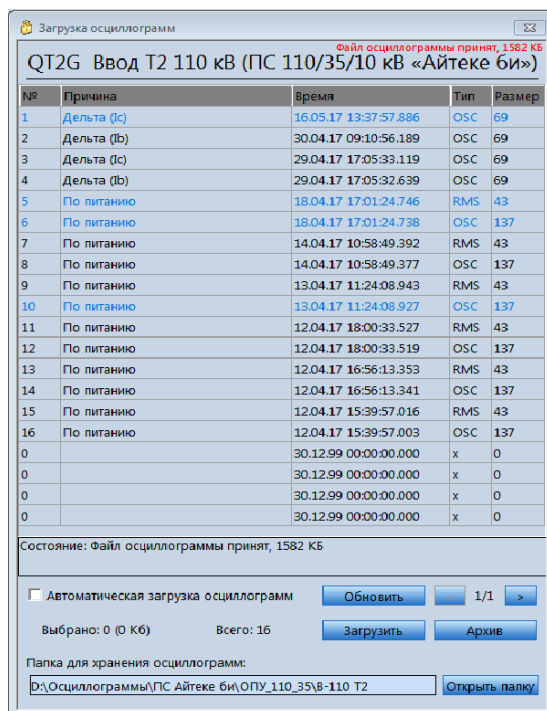 Загрузка осциллограмм
Файл осциллограммы принят, 1582 КБ
QT2G Ввод Т2 110 кВ (ПС 110/35/10 кВ «Айтеке би»)
№ Причина Время Тип Размер
1 Дельта (Ic) 16.05.17 13:37:57.886 OSC 69
2 Дельта (Ib) 30.04.17 09:10:56.189 OSC 69
3 Дельта (Ic) 29.04.17 17:05:33.119 OSC 69
4 Дельта (Ib) 29.04.17 17:05:32.639 OSC 69
5 По питанию 18.04.17 17:01:24.746 RMS 43
6 По питанию 18.04.17 17:01:24.738 OSC 137
7 По питанию 14.04.17 10:58:49.392 RMS 43
8 По питанию 14.04.17 10:58:49.377 OSC 137
9 По питанию 13.04.17 11:24:08.943 RMS 43
10 По питанию 13.04.17 11:24:08.927 OSC 137
11 По питанию 12.04.17 18:00:33.527 RMS 43
12 По питанию 12.04.17 18:00:33.519 OSC 137
13 По питанию 12.04.17 16:56:13.353 RMS 43
14 По питанию 12.04.17 16:56:13.341 OSC 137
15 По питанию 12.04.17 15:39:57.016 RMS 43
16 По питанию 12.04.17 15:39:57.003 OSC 137
0 30.12.99 00:00:00.000 x 0
0 30.12.99 00:00:00.000 x 0
0 30.12.99 00:00:00.000 x 0
0 30.12.99 00:00:00.000 x 0
Состояние: Файл осциллограммы принят, 1582 КБ
Автоматическая загрузка осциллограмм Обновить < 1/1 >
Выбрано: 0 (0 Кб) Всего: 16 Загрузить Архив
Папка для хранения осциллограмм:
D:\Осциллограммы\ПС Айтеке би\ОПУ_110_35\В-110 Т2 Открыть папку